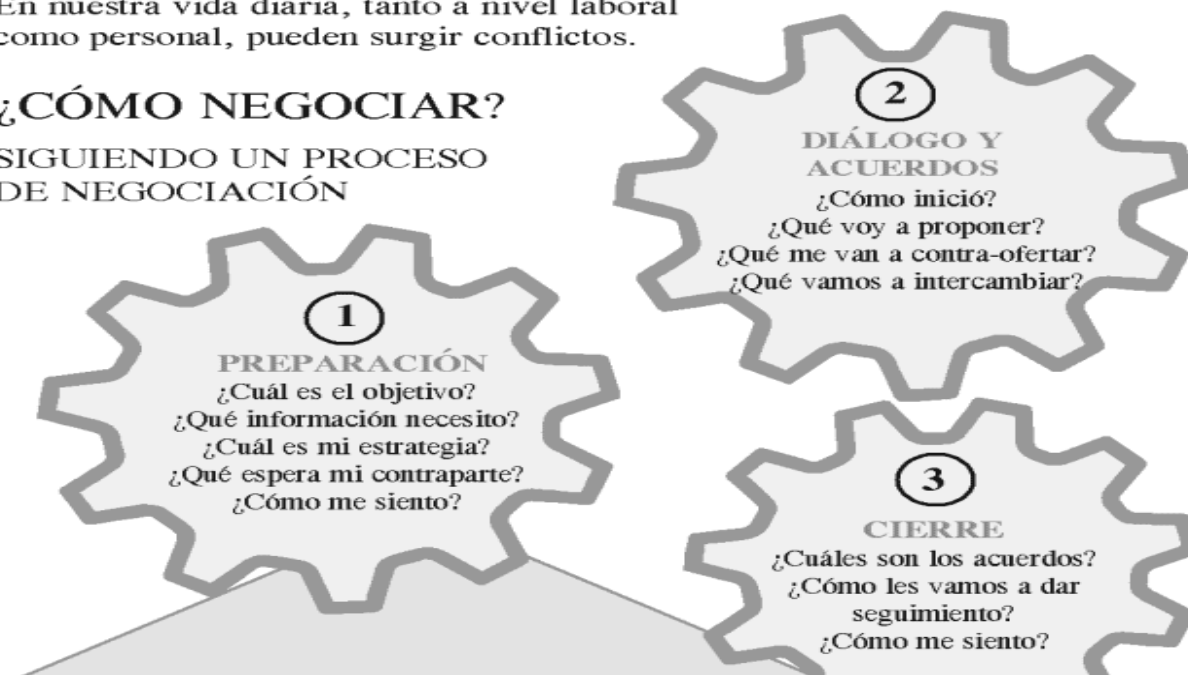 En nuestra vida diaria, tanto a nivel laboral
como personal, pueden surgir conflictos.
¿CÓMO NEGOCIAR?
SIGUIENDO UN PROCESO
DE NEGOCIACIÓN
1
PREPARACIÓN
¿Cuál es el objetivo?
¿Qué información necesito?
¿Cuál es mi estrategia?
¿Qué espera mi contraparte?
¿Cómo me siento?
2
DIÁLOGO Y
ACUERDOS
¿Cómo inició?
¿Qué voy a proponer?
¿Qué me van a contra-ofertar?
¿Qué vamos a intercambiar?
3
CIERRE
¿Cuáles son los acuerdos?
¿Cómo les vamos a dar
seguimiento?
¿Cómo me siento?